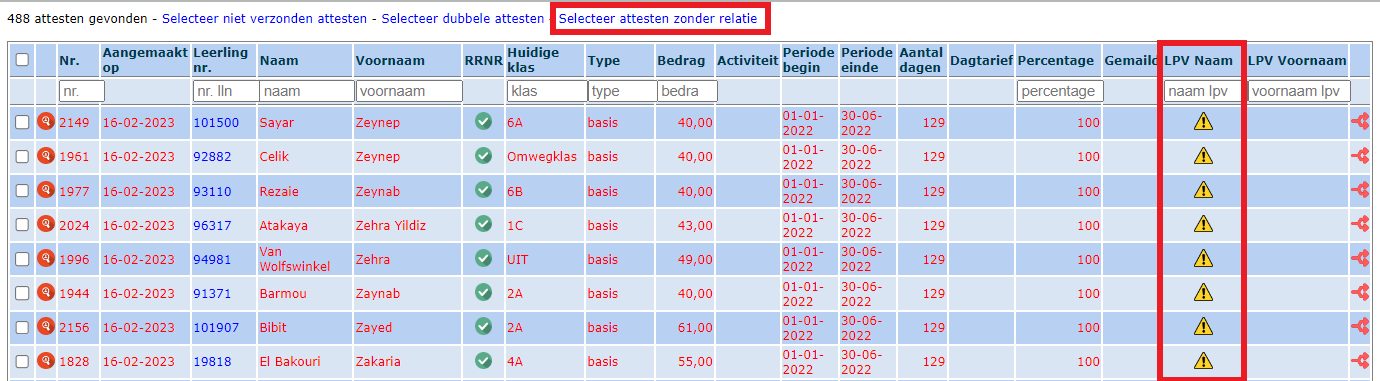 488 attesten gevonden - Selecteer niet verzonden attesten - Selecteer dubbele attesten - Selecteer attesten zonder relatie
Nr. Aangemaakt op Leerling nr. Naam Voornaam RRNR Huidige klas Type Bedrag Activiteit Periode begin Periode einde Aantal dagen Dagtarief Percentage Gemaild LPV Naam LPV Voornaam
nr. nr. lln naam voornaam klas type bedra percentage naam lpv voornaam lpv
2149 16-02-2023 101500 Sayar Zeynep 6A basis 40,00 01-01-2022 30-06-2022 129 100
1961 16-02-2023 92882 Celik Zeynep Omwegklas basis 40,00 01-01-2022 30-06-2022 129 100
1977 16-02-2023 93110 Rezaie Zeynab 6B basis 40,00 01-01-2022 30-06-2022 129 100
2024 16-02-2023 96317 Atakaya Zehra Yildiz 1C basis 43,00 01-01-2022 30-06-2022 129 100
1996 16-02-2023 94981 Van Wolfswinkel Zehra UIT basis 49,00 01-01-2022 30-06-2022 129 100
1944 16-02-2023 91371 Barmou Zaynab 2A basis 40,00 01-01-2022 30-06-2022 129 100
2156 16-02-2023 101907 Bibit Zayed 2A basis 61,00 01-01-2022 30-06-2022 129 100
1828 16-02-2023 19818 El Bakouri Zakaria 4A basis 55,00 01-01-2022 30-06-2022 129 100